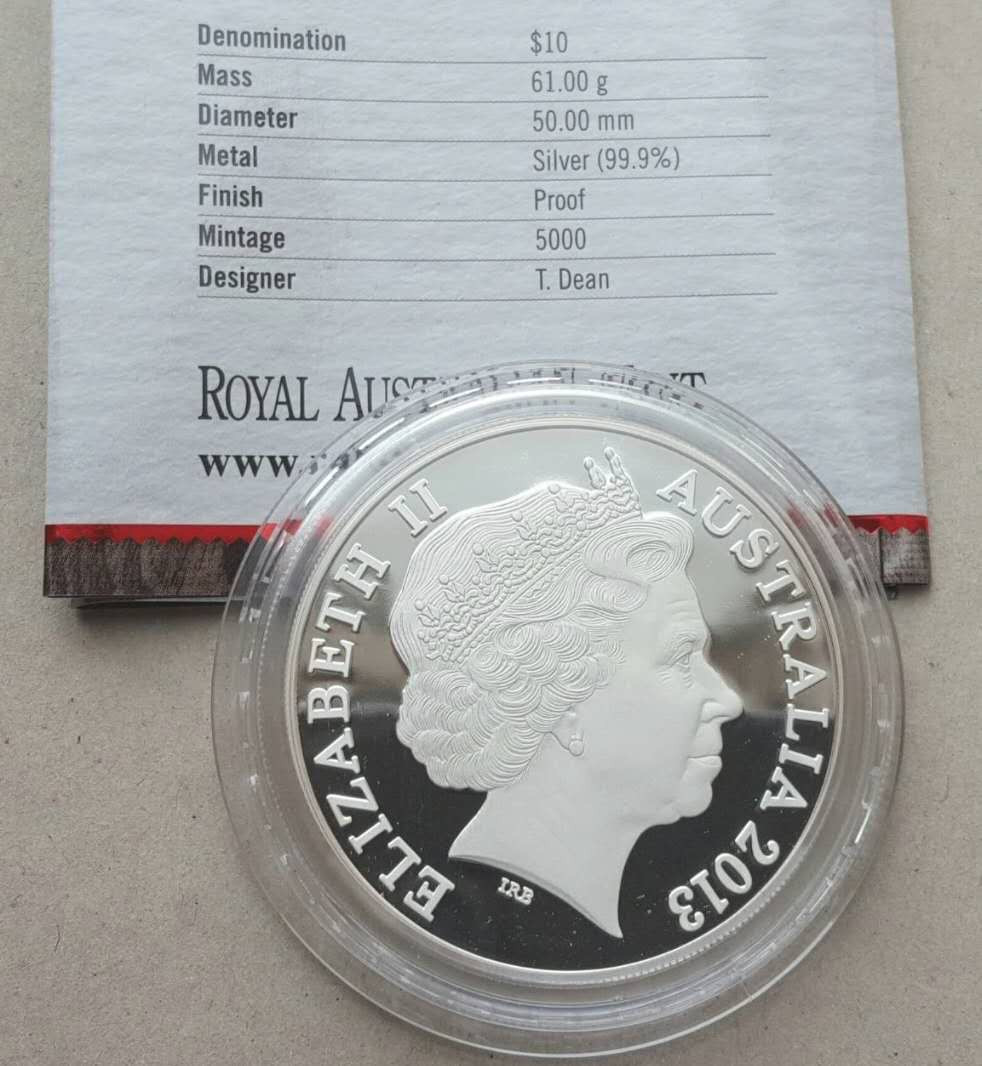 Denomination $10
Mass 61.00 g
Diameter 50.00 mm
Metal Silver (99.9%)
Finish Proof
Mintage 5000
Designer T. Dean
ROYAL
www.
ELIZABETH II AUSTRALIA 2013
IRB